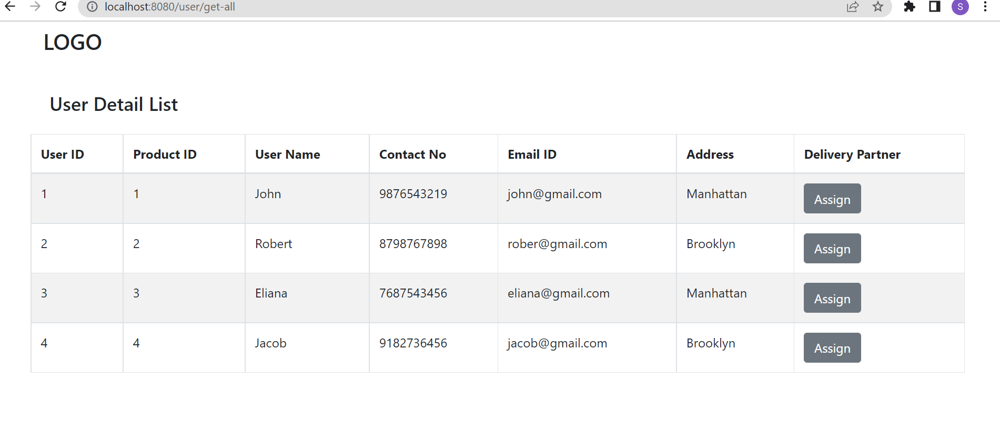 localhost:8080/user/get-all
S
LOGO
User Detail List
User ID Product ID User Name Contact No Email ID Address Delivery Partner
1 1 John 9876543219 john@gmail.com Manhattan Assign
2 2 Robert 8798767898 rober@gmail.com Brooklyn Assign
3 3 Eliana 7687543456 eliana@gmail.com Manhattan Assign
4 4 Jacob 9182736456 jacob@gmail.com Brooklyn Assign